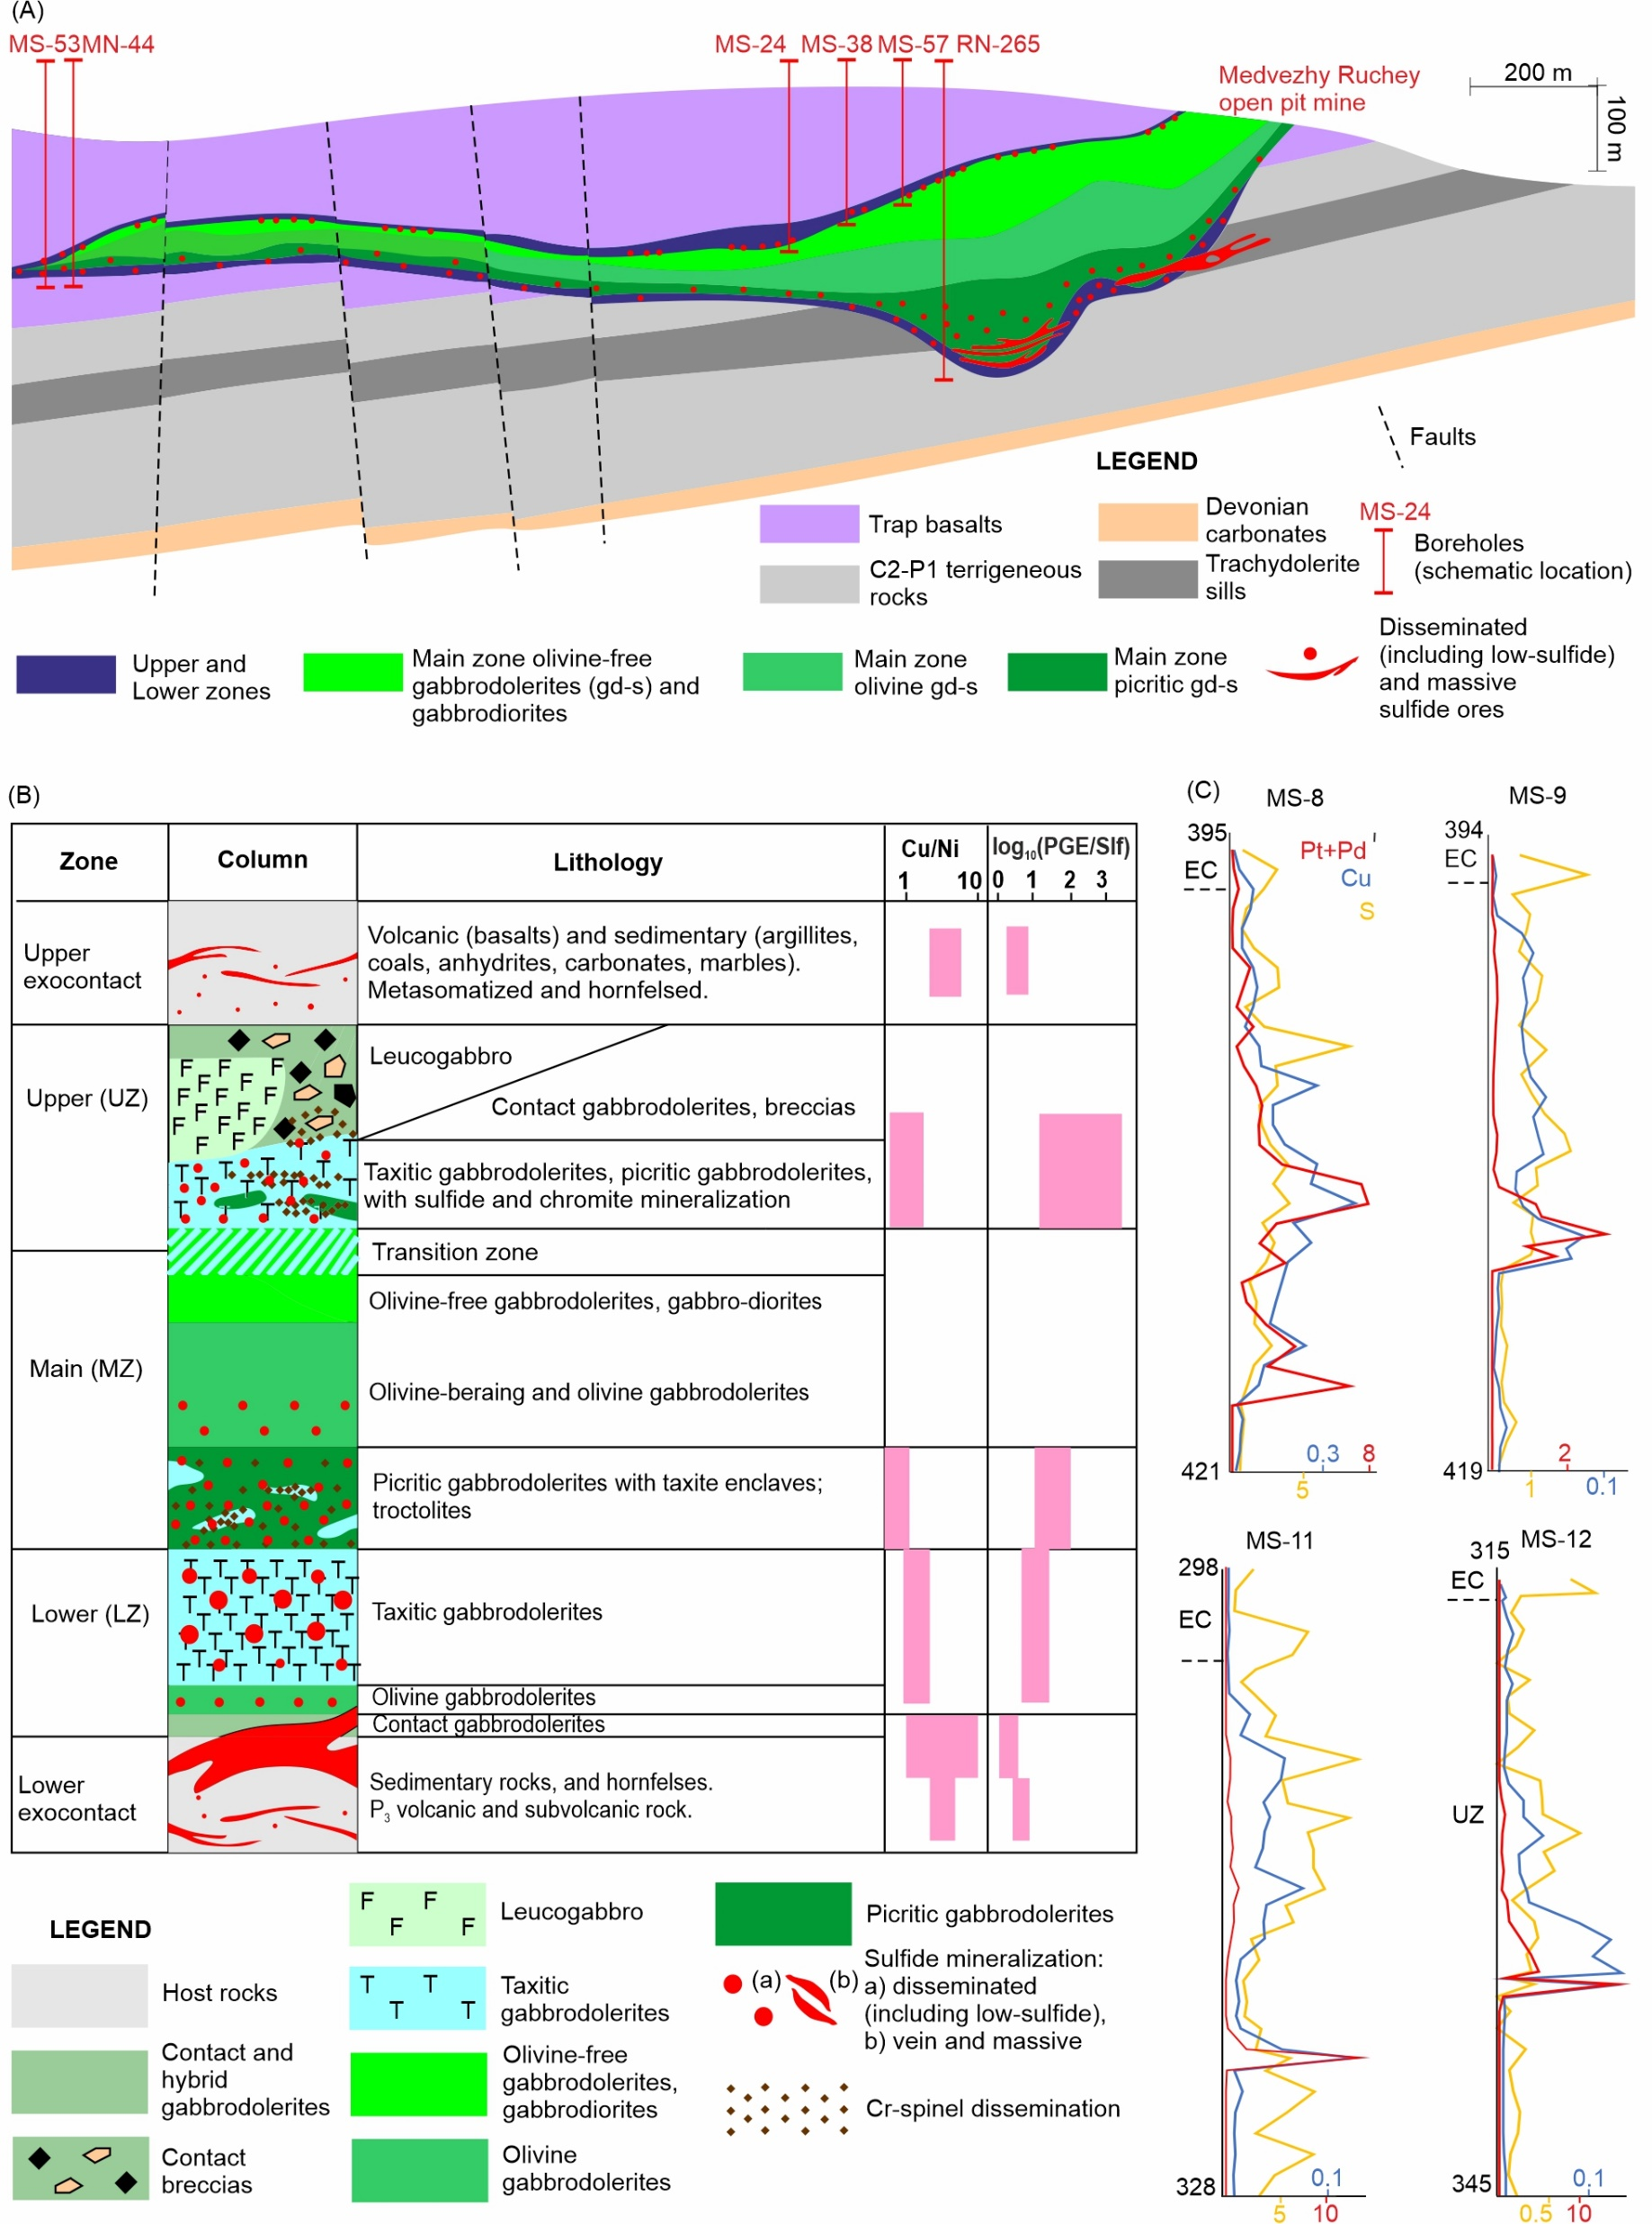 (A)
MS-53 MN-44
MS-24 MS-38 MS-57 RN-265
Medvezhy Ruchey
open pit mine
200 m
100 m
Faults
LEGEND
Trap basalts
C2-P1 terrigeneous
rocks
Devonian
carbonates
Trachydolerite
sills
MS-24
Boreholes
(schematic location)
Upper and
Lower zones
Main zone olivine-free
gabbrodolerites (gd-s) and
gabbrodiorites
Main zone
olivine gd-s
Main zone
picritic gd-s
Disseminated
(including low-sulfide)
and massive
sulfide ores
(B)
Zone
Column
Lithology
Cu/Ni
1 10
log10(PGE/Slf)
0 1 2 3
Upper
exocontact
Volcanic (basalts) and sedimentary (argillites,
coals, anhydrites, carbonates, marbles).
Metasomatized and hornfelsed.
Upper (UZ)
Leucogabbro
Contact gabbrodolerites, breccias
Taxitic gabbrodolerites, picritic gabbrodolerites,
with sulfide and chromite mineralization
Transition zone
Main (MZ)
Olivine-free gabbrodolerites, gabbro-diorites
Olivine-beraing and olivine gabbrodolerites
Picritic gabbrodolerites with taxite enclaves;
troctolites
Lower (LZ)
Taxitic gabbrodolerites
Olivine gabbrodolerites
Contact gabbrodolerites
Lower
exocontact
Sedimentary rocks, and hornfelses.
P3 volcanic and subvolcanic rock.
LEGEND
Host rocks
Contact and
hybrid
gabbrodolerites
Contact
breccias
F F F F
Leucogabbro
T T T T
Taxitic
gabbrodolerites
Olivine-free
gabbrodolerites,
gabbrodiorites
Olivine
gabbrodolerites
Picritic gabbrodolerites
Sulfide mineralization:
(a) (b) a) disseminated
(including low-sulfide),
b) vein and massive
Cr-spinel dissemination
(C)
MS-8
395
EC
Pt+Pd
Cu
S
421
0.3 8
5
MS-9
394
EC
419
2
1 0.1
MS-11
298
EC
328
0.1
5 10
MS-12
315
EC
UZ
345
0.1
0.5 10